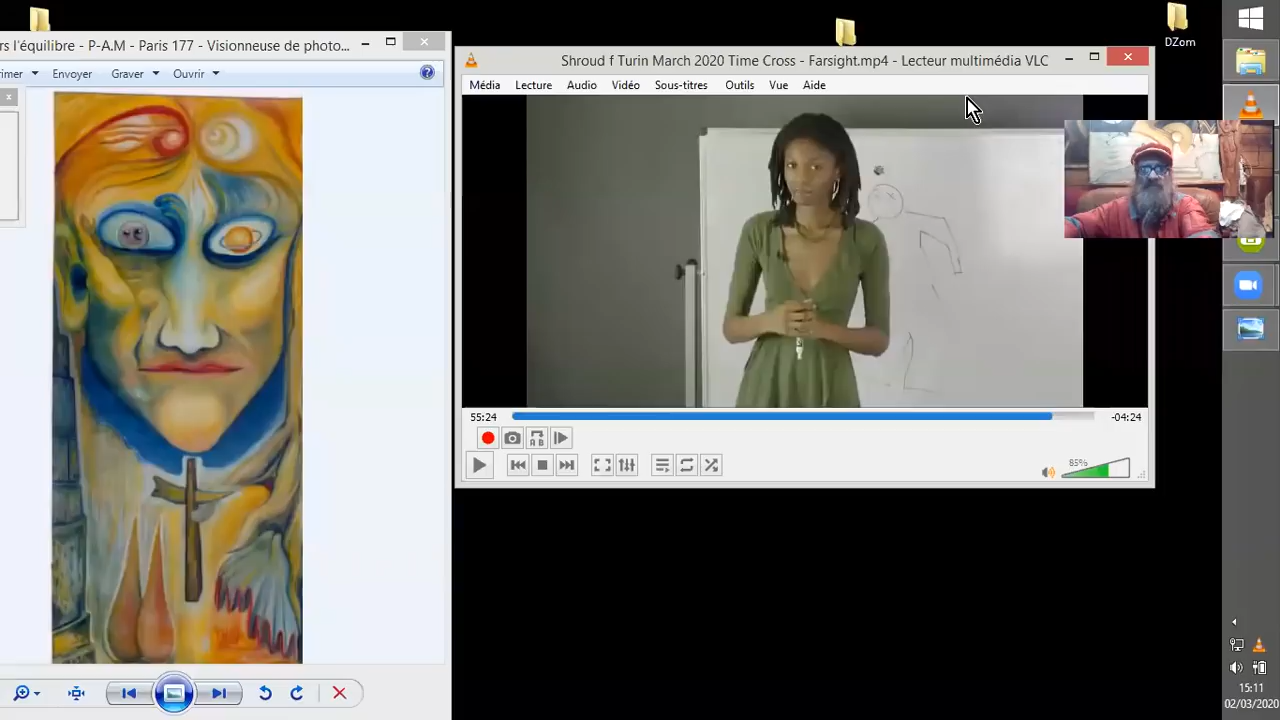 rs l'équilibre - P-A.M - Paris 177 - Visionneuse de photo...
imer
Envoyer
Graver
Ouvrir
Shroud f Turin March 2020 Time Cross - Farsight.mp4 - Lecteur multimédia VLC
Média
Lecture
Audio
Vidéo
Sous-titres
Outils
Vue
Aide
55:24
-04:24
A B
85%
DZom
15:11
02/03/2020